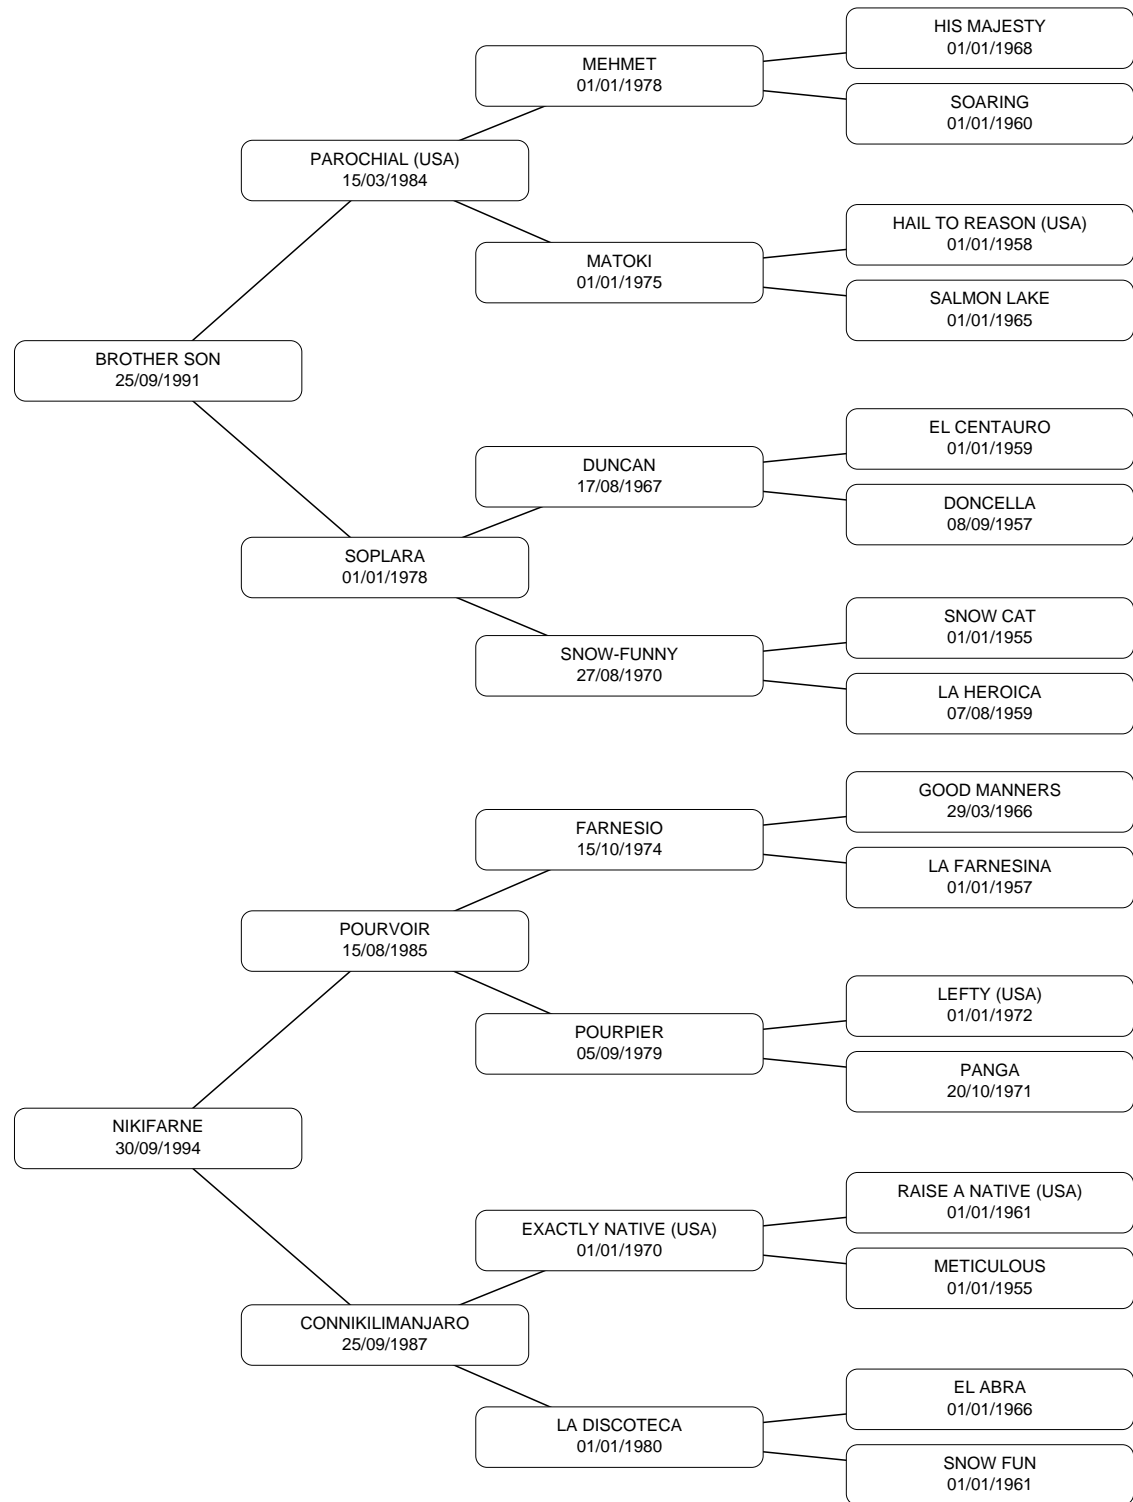 HIS MAJESTY
01/01/1968
MEHMET
01/01/1978
SOARING
01/01/1960
PAROCHIAL (USA)
15/03/1984
HAIL TO REASON (USA)
01/01/1958
MATOKI
01/01/1975
SALMON LAKE
01/01/1965
BROTHER SON
25/09/1991
EL CENTAURO
01/01/1959
DUNCAN
17/08/1967
DONCELLA
08/09/1957
SOPLARA
01/01/1978
SNOW CAT
01/01/1955
SNOW-FUNNY
27/08/1970
LA HEROICA
07/08/1959
GOOD MANNERS
29/03/1966
FARNESIO
15/10/1974
LA FARNESINA
01/01/1957
POURVOIR
15/08/1985
LEFTY (USA)
01/01/1972
POURPIER
05/09/1979
PANGA
20/10/1971
NIKIFARNE
30/09/1994
RAISE A NATIVE (USA)
01/01/1961
EXACTLY NATIVE (USA)
01/01/1970
METICULOUS
01/01/1955
CONNIKILIMANJARO
25/09/1987
EL ABRA
01/01/1966
LA DISCOTECA
01/01/1980
SNOW FUN
01/01/1961